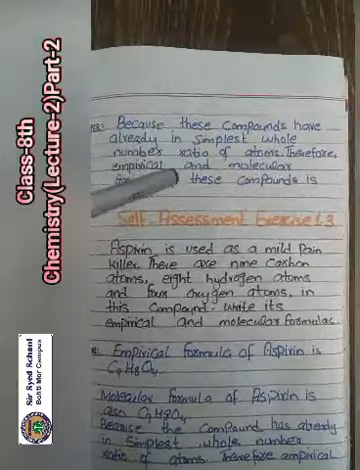 Class-8th
Chemistry(Lecture-2)Part-2
Sir Syed School
Bohti Mor Campus
Because these compounds have
already in simplest whole
number ratio of atoms. Therefore,
empirical and molecular
these compounds is
Self-Assessment Exercise 1.3
Aspirin is used as a mild Pain
killer. There are nine Carbon
atoms, eight hydrogen atoms
and four oxygen atoms, in
this compound. Write its
empirical and molecular formulas.
Empirical formula of Aspirin is
C₉H₈O₄
Molecular formula of Aspirin is
also C₉H₈O₄
Because the compound has already
in simplest whole number
ratio of atoms. Therefore empirical